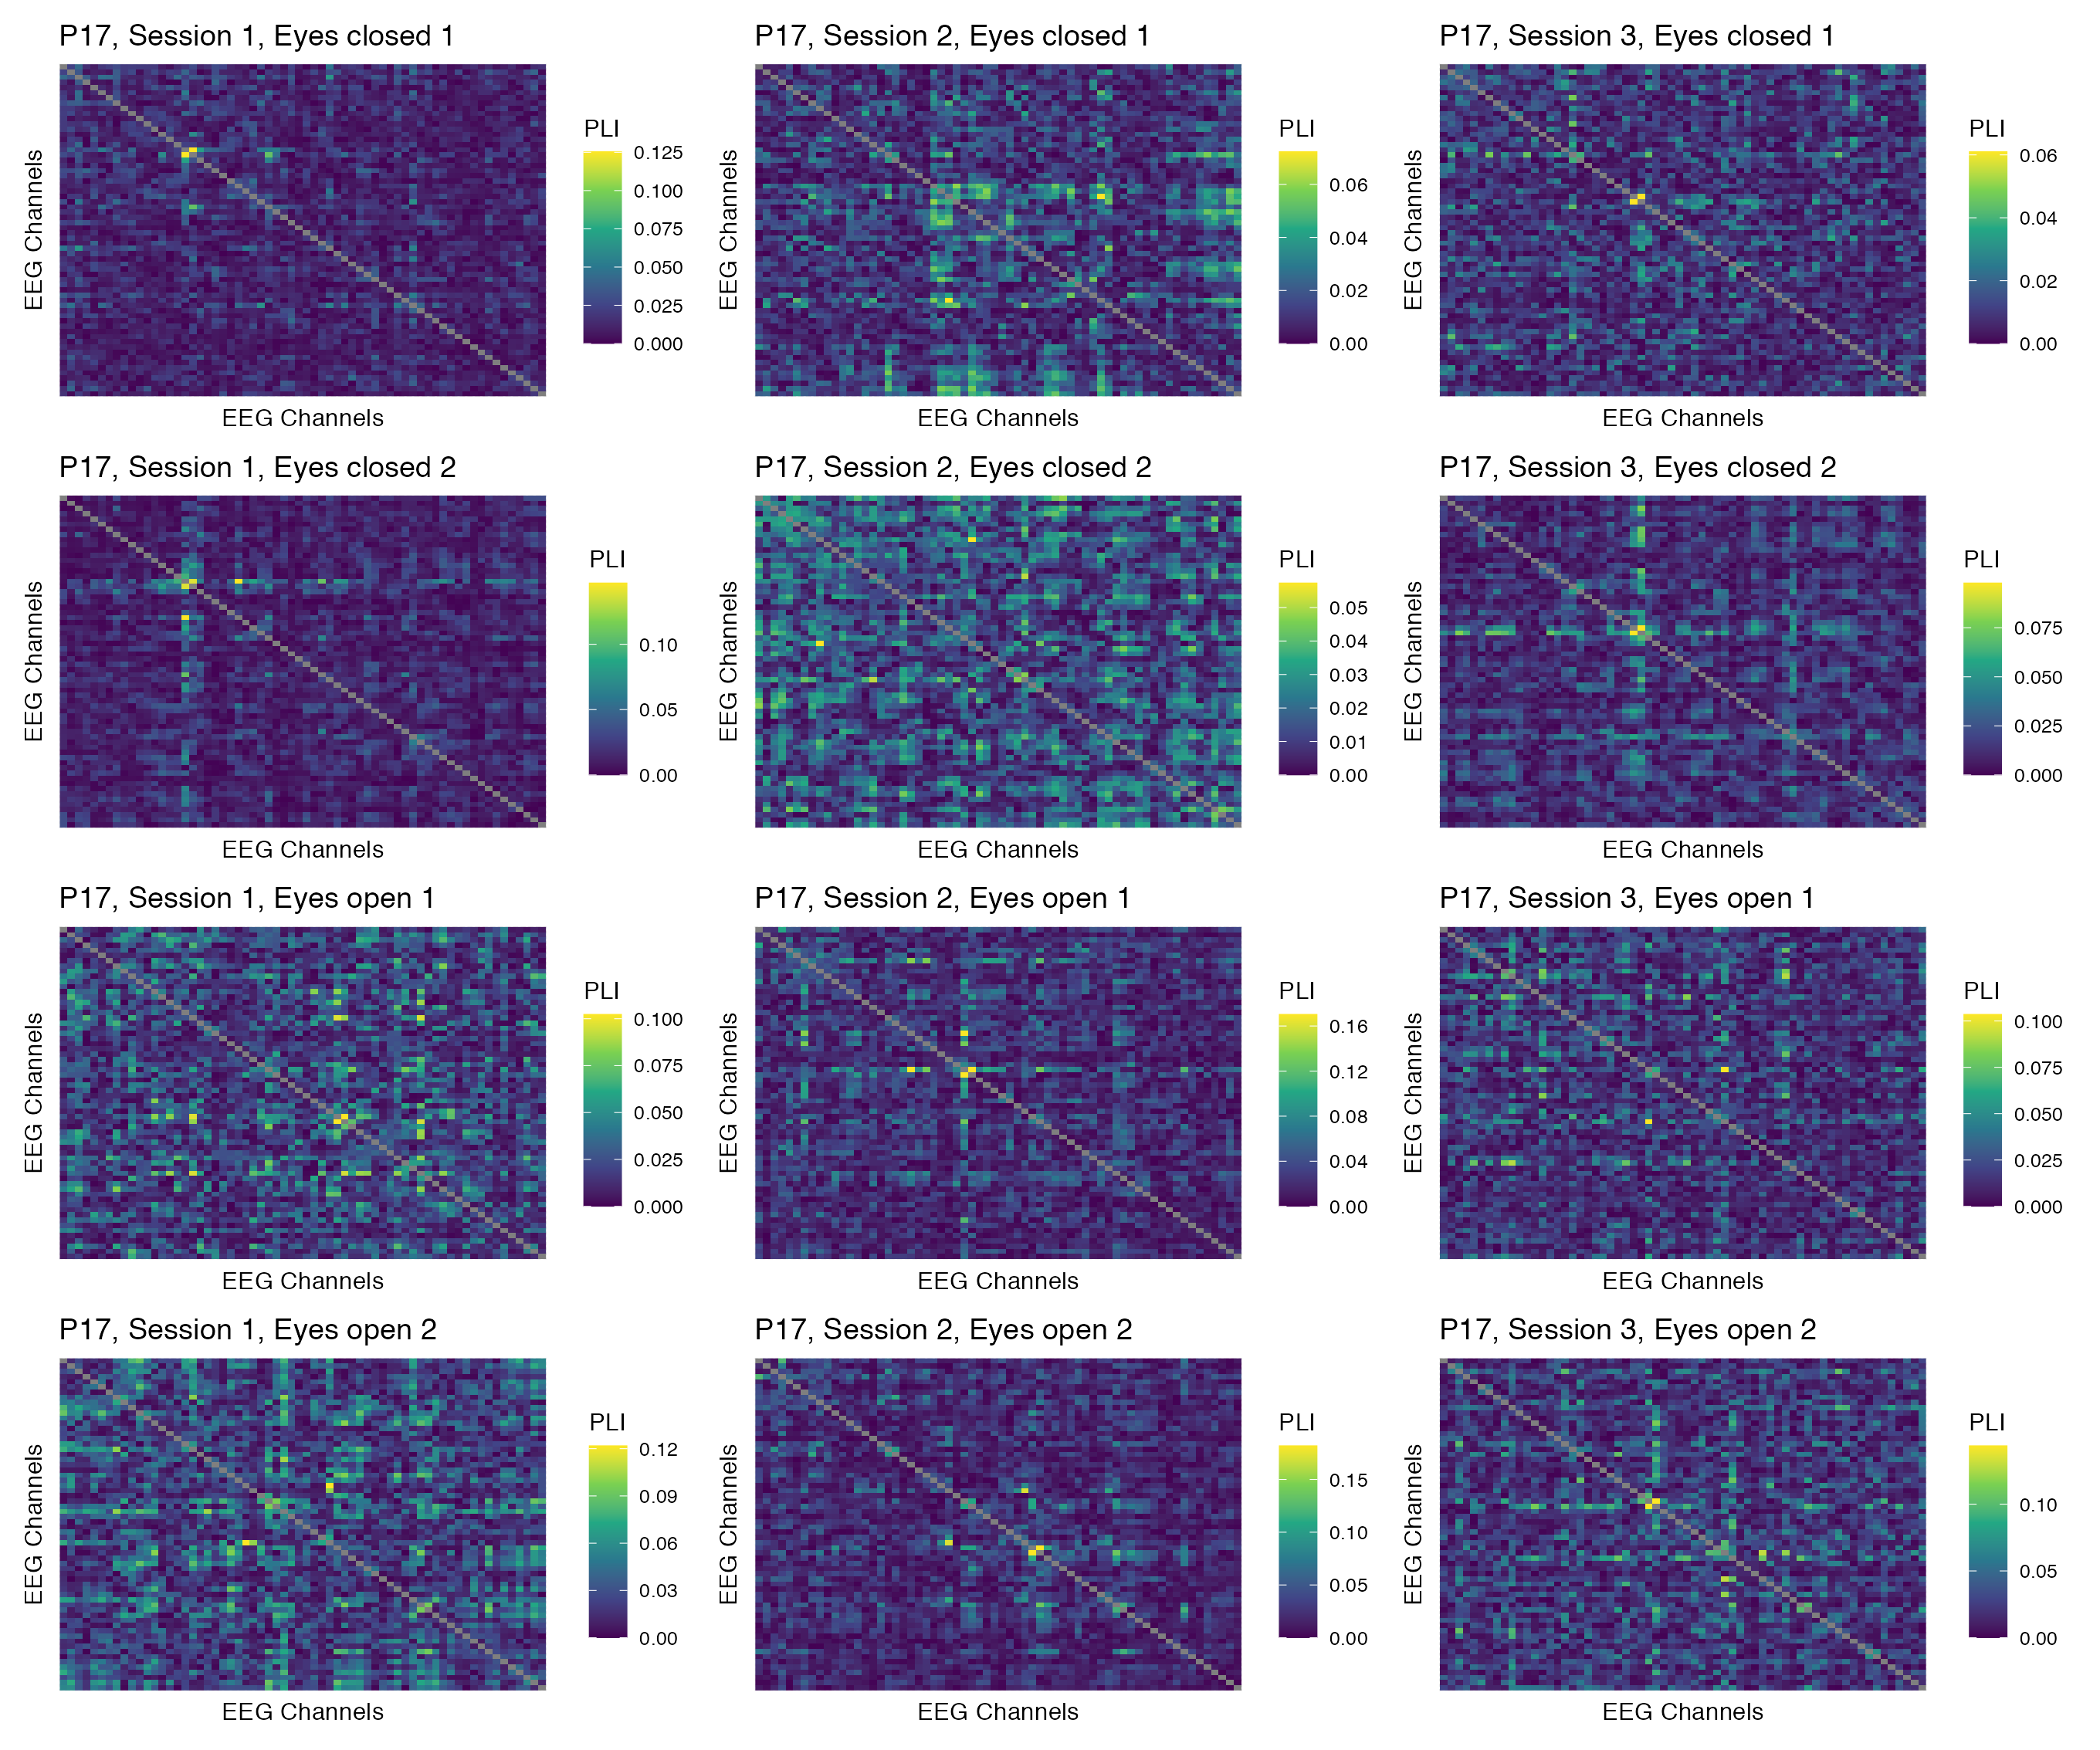 P17, Session 1, Eyes closed 1
EEG Channels
EEG Channels
PLI
0.125
0.100
0.075
0.050
0.025
0.000
P17, Session 2, Eyes closed 1
EEG Channels
EEG Channels
PLI
0.06
0.04
0.02
0.00
P17, Session 3, Eyes closed 1
EEG Channels
EEG Channels
PLI
0.06
0.04
0.02
0.00
P17, Session 1, Eyes closed 2
EEG Channels
EEG Channels
PLI
0.10
0.05
0.00
P17, Session 2, Eyes closed 2
EEG Channels
EEG Channels
PLI
0.05
0.04
0.03
0.02
0.01
0.00
P17, Session 3, Eyes closed 2
EEG Channels
EEG Channels
PLI
0.075
0.050
0.025
0.000
P17, Session 1, Eyes open 1
EEG Channels
EEG Channels
PLI
0.100
0.075
0.050
0.025
0.000
P17, Session 2, Eyes open 1
EEG Channels
EEG Channels
PLI
0.16
0.12
0.08
0.04
0.00
P17, Session 3, Eyes open 1
EEG Channels
EEG Channels
PLI
0.100
0.075
0.050
0.025
0.000
P17, Session 1, Eyes open 2
EEG Channels
EEG Channels
PLI
0.12
0.09
0.06
0.03
0.00
P17, Session 2, Eyes open 2
EEG Channels
EEG Channels
PLI
0.15
0.10
0.05
0.00
P17, Session 3, Eyes open 2
EEG Channels
EEG Channels
PLI
0.10
0.05
0.00